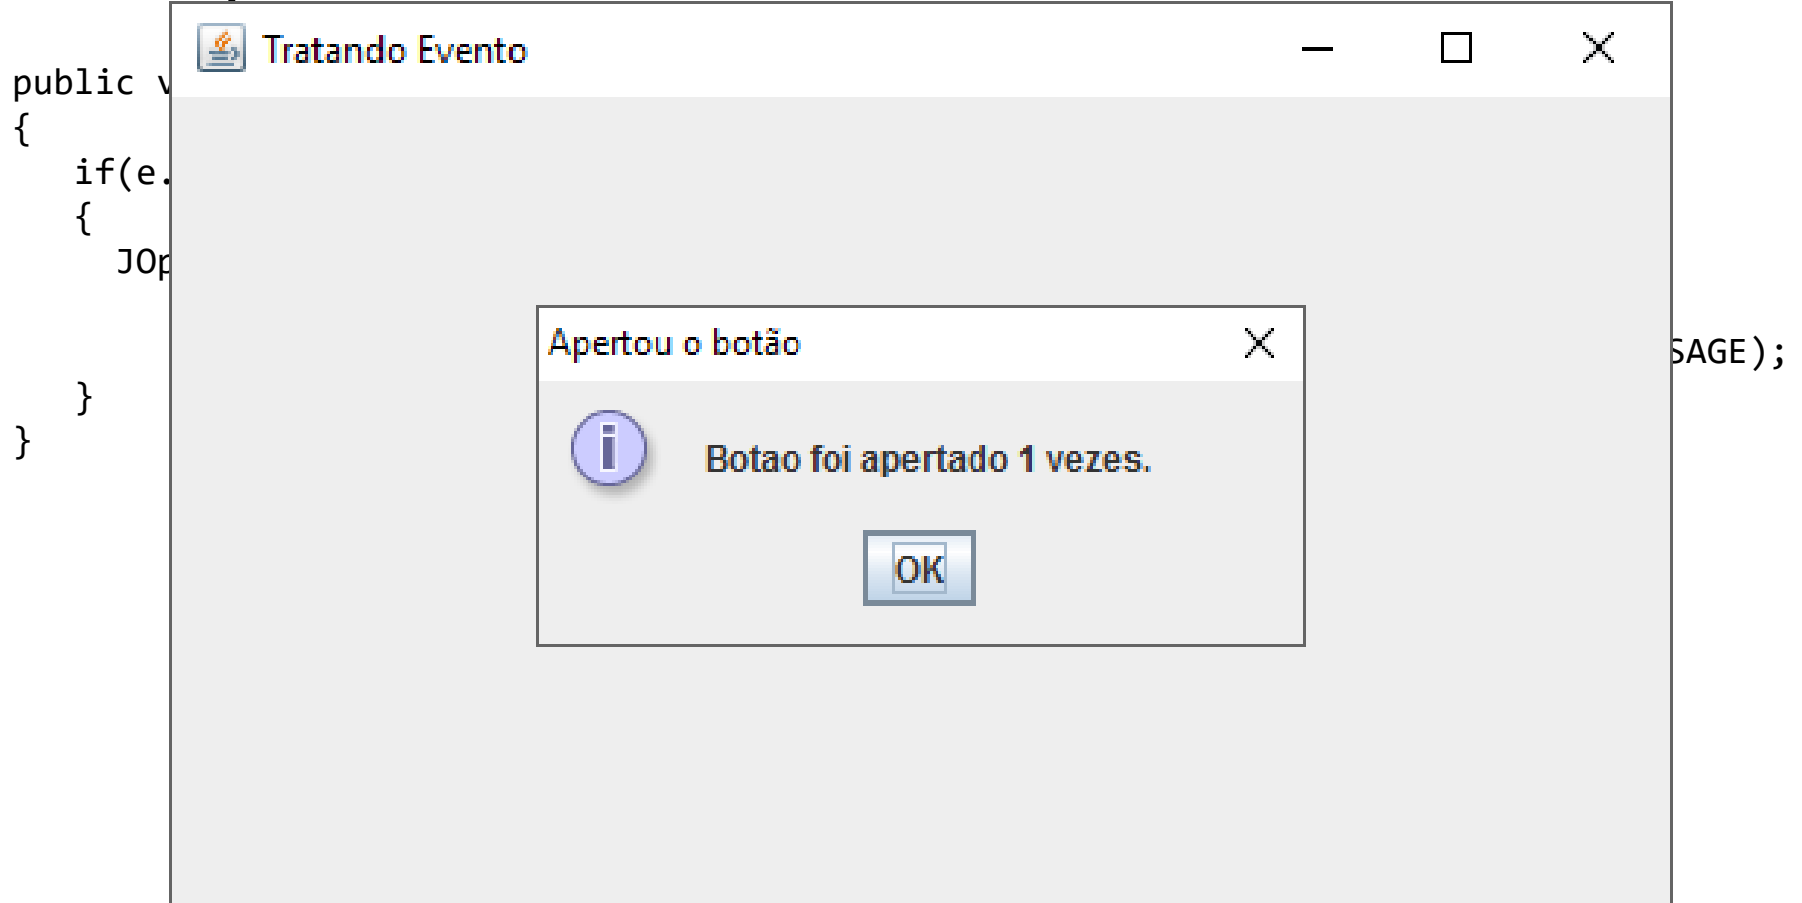 Tratando Evento
public v
{
if(e.
{
JOp
Apertou o botão
SAGE);
}
}
Botao foi apertado 1 vezes.
OK